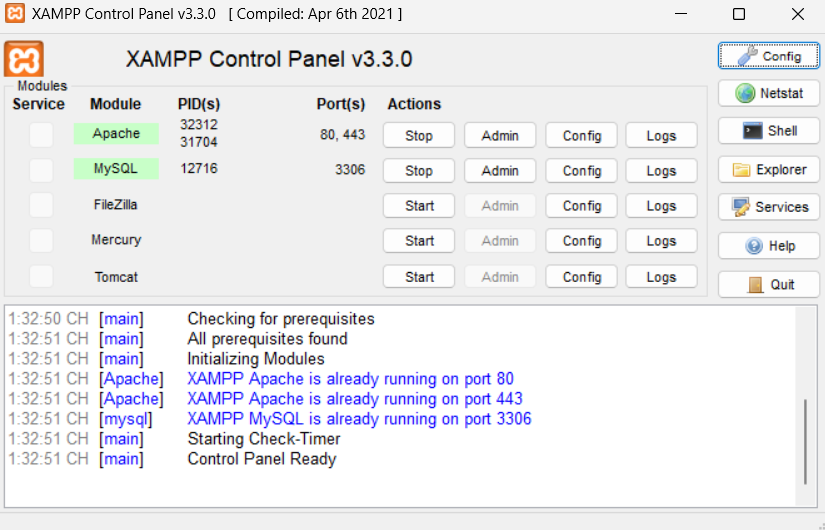 XAMPP Control Panel v3.3.0 [ Compiled: Apr 6th 2021 ]
XAMPP Control Panel v3.3.0
Config
Modules
Service Module PID(s) Port(s) Actions
Netstat
Apache 32312 31704 80, 443 Stop Admin Config Logs
Shell
MySQL 12716 3306 Stop Admin Config Logs
Explorer
FileZilla Start Admin Config Logs
Services
Mercury Start Admin Config Logs
Help
Tomcat Start Admin Config Logs
Quit
1:32:50 CH [main] Checking for prerequisites
1:32:51 CH [main] All prerequisites found
1:32:51 CH [main] Initializing Modules
1:32:51 CH [Apache] XAMPP Apache is already running on port 80
1:32:51 CH [Apache] XAMPP Apache is already running on port 443
1:32:51 CH [mysql] XAMPP MySQL is already running on port 3306
1:32:51 CH [main] Starting Check-Timer
1:32:51 CH [main] Control Panel Ready